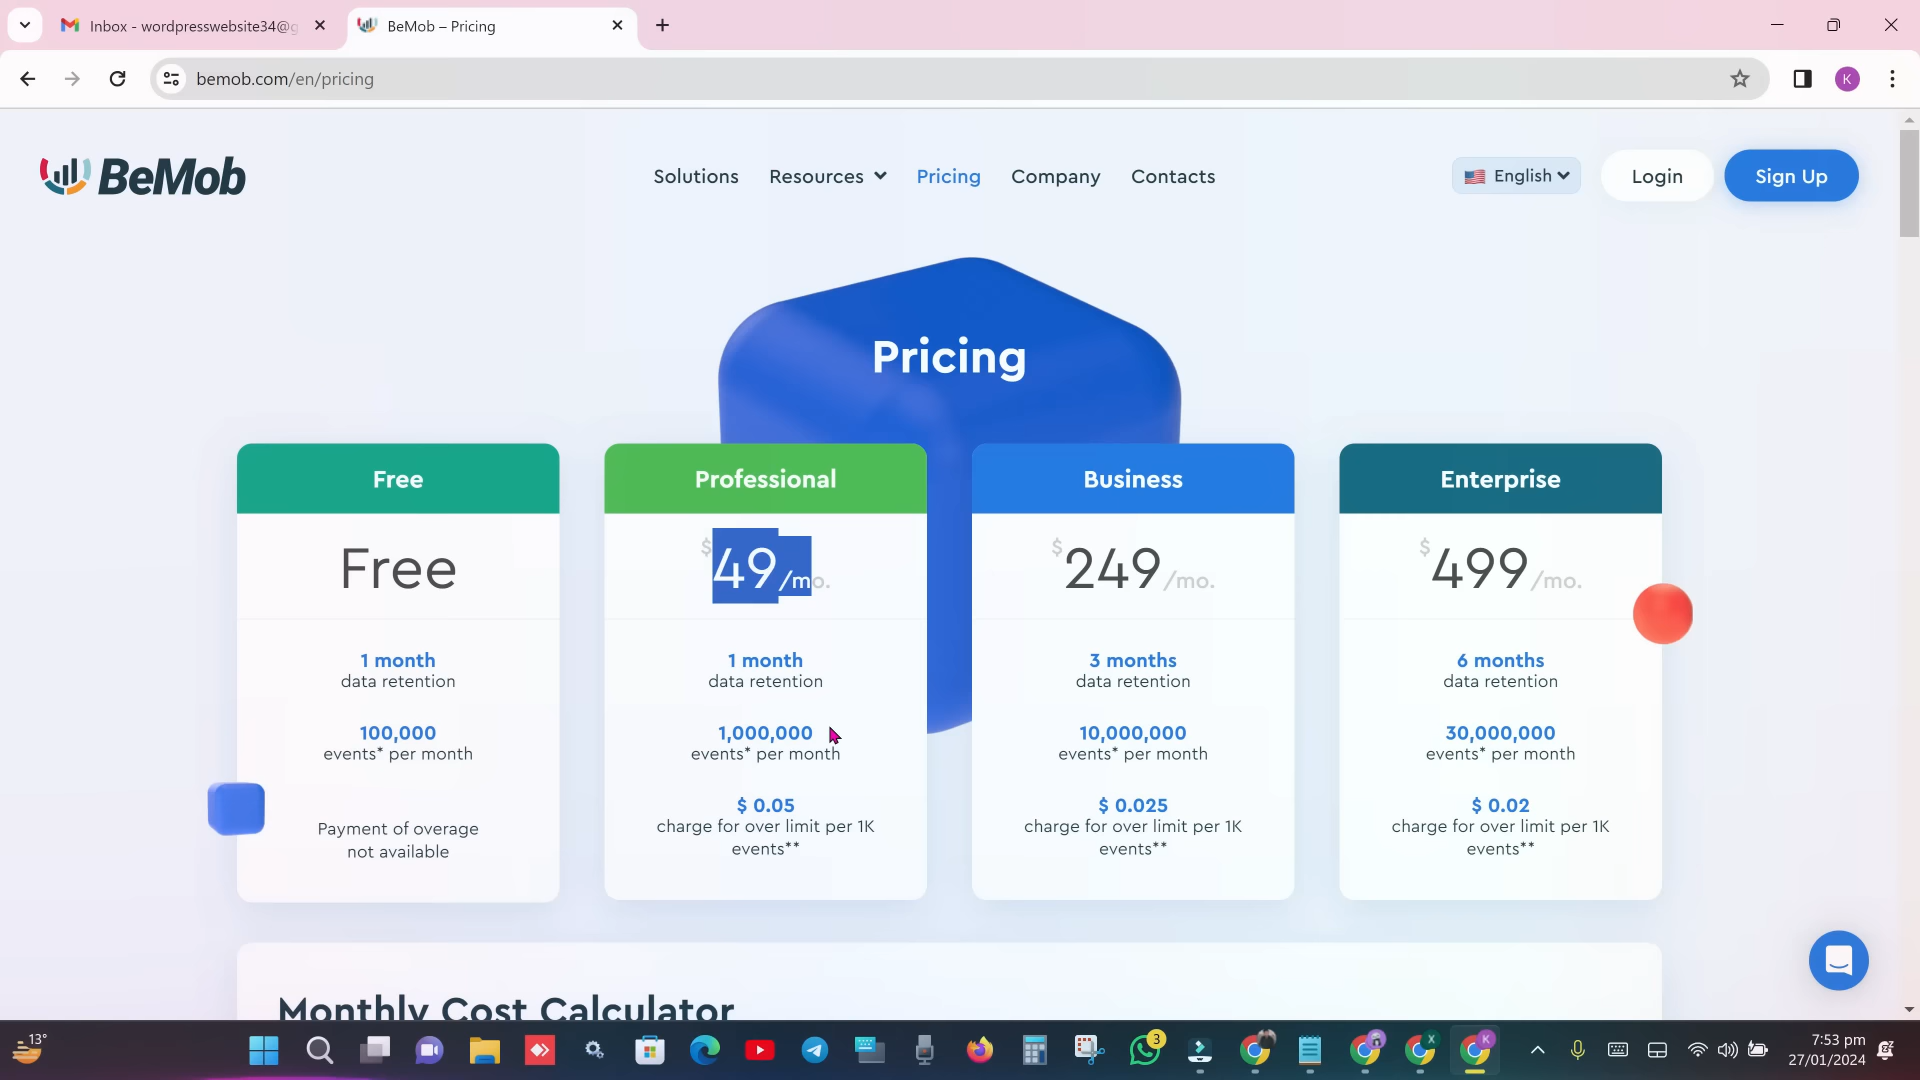 Inbox - wordpresswebsite34@g
BeMob – Pricing
bemob.com/en/pricing
K
BeMob
Solutions
Resources
Pricing
Company
Contacts
English
Login
Sign Up
Pricing
Free
Free
1 month
data retention
100,000
events* per month
Payment of overage
not available
Professional
$49/mo.
1 month
data retention
1,000,000
events* per month
$ 0.05
charge for over limit per 1K
events**
Business
$249/mo.
3 months
data retention
10,000,000
events* per month
$ 0.025
charge for over limit per 1K
events**
Enterprise
$499/mo.
6 months
data retention
30,000,000
events* per month
$ 0.02
charge for over limit per 1K
events**
Monthly Cost Calculator
13°
3
n
X
K
7:53 pm
27/01/2024